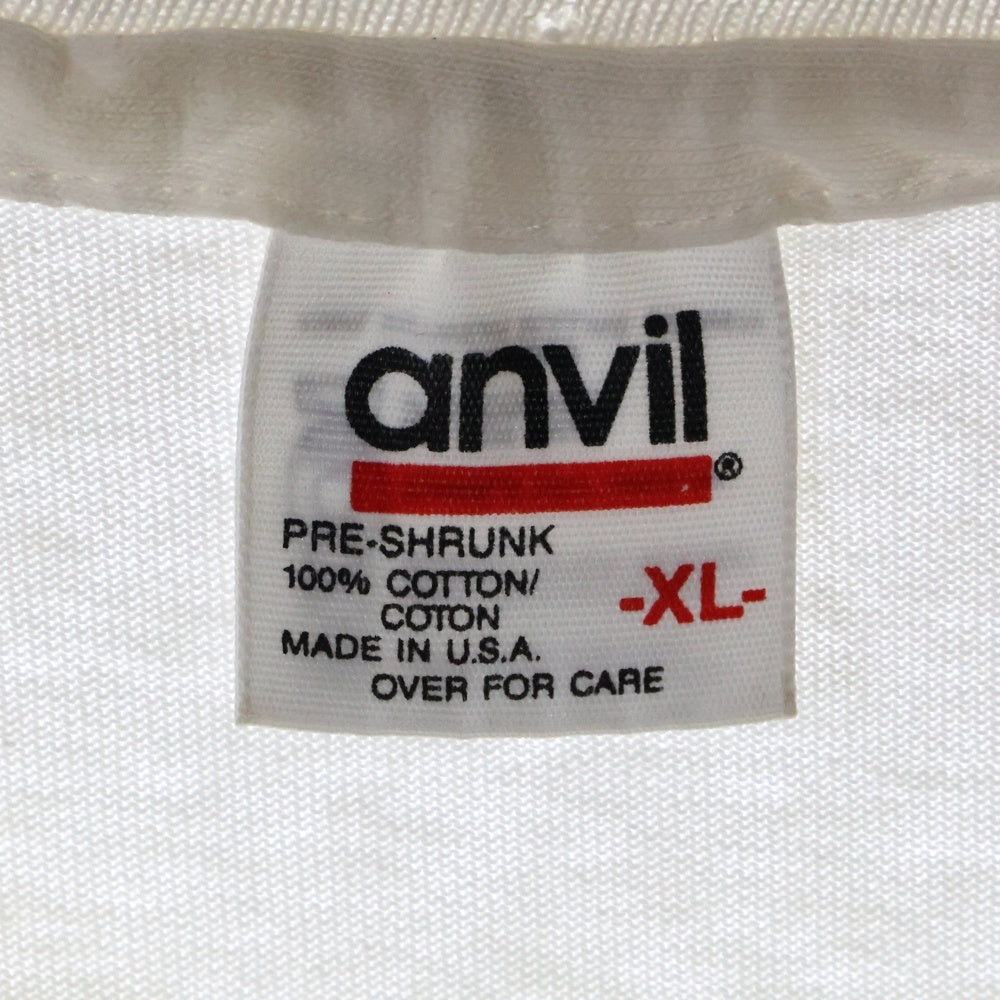 anvil®
PRE-SHRUNK
100% COTTON/
COTON
-XL-
MADE IN U.S.A.
OVER FOR CARE